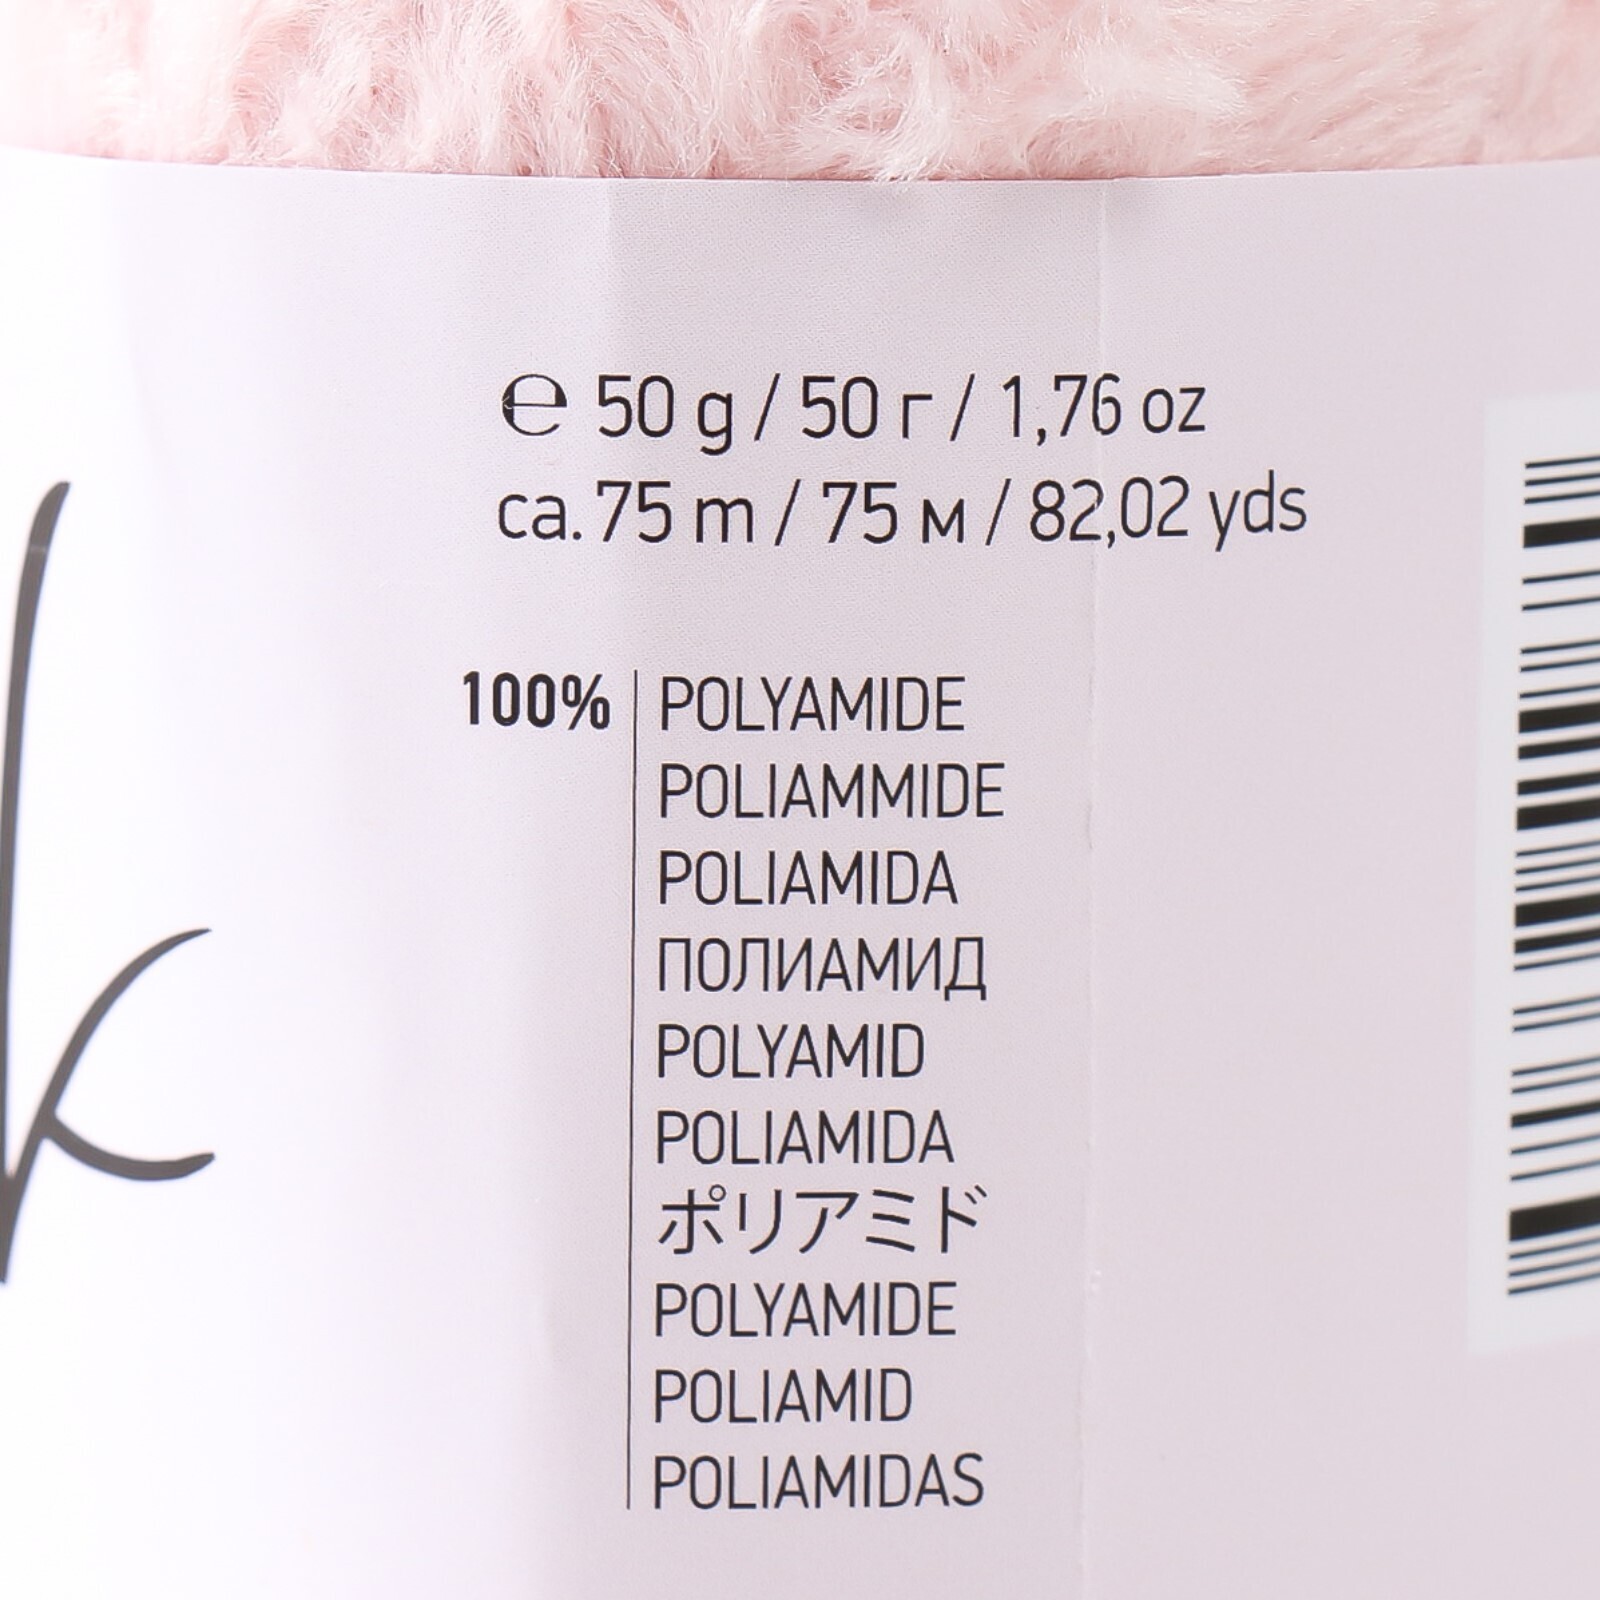 ℮ 50 g / 50 г / 1,76 oz
ca. 75 m / 75 м / 82,02 yds
100% POLYAMIDE
POLIAMMIDE
POLIAMIDA
ПОЛИАМИД
POLYAMID
POLIAMIDA
ポリアミド
POLYAMIDE
POLIAMID
POLIAMIDAS